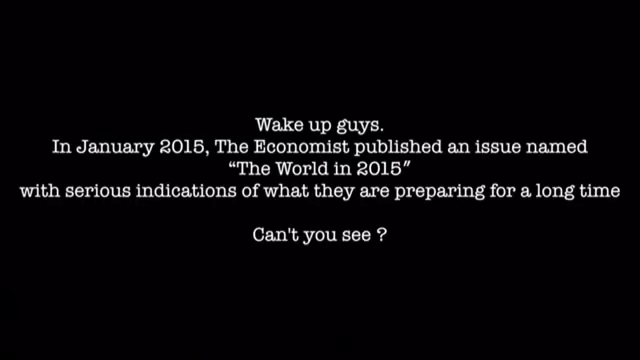 Wake up guys.
In January 2015, The Economist published an issue named
“The World in 2015″
with serious indications of what they are preparing for a long time
Can't you see ?